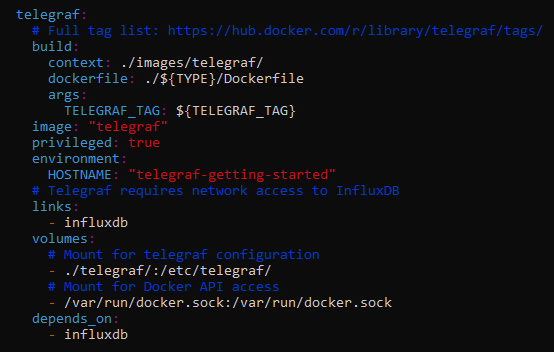 telegraf:
  # Full tag list: https://hub.docker.com/r/library/telegraf/tags/
  build:
    context: ./images/telegraf/
    dockerfile: ./${TYPE}/Dockerfile
    args:
      TELEGRAF_TAG: ${TELEGRAF_TAG}
  image: "telegraf"
  privileged: true
  environment:
    HOSTNAME: "telegraf-getting-started"
  # Telegraf requires network access to InfluxDB
  links:
    - influxdb
  volumes:
    # Mount for telegraf configuration
    - ./telegraf/:/etc/telegraf/
    # Mount for Docker API access
    - /var/run/docker.sock:/var/run/docker.sock
  depends_on:
    - influxdb